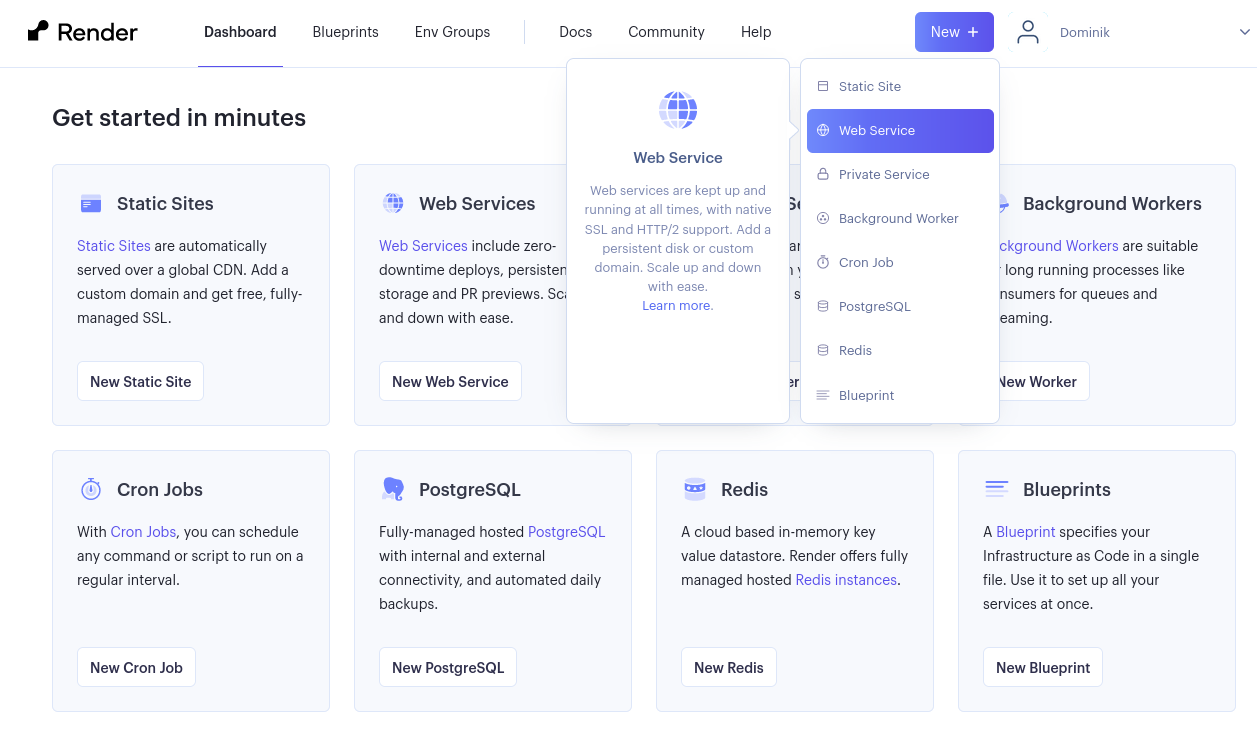 Render
Dashboard
Blueprints
Env Groups
Docs
Community
Help
New +
Dominik
Get started in minutes
Static Site
Web Service
Private Service
Background Worker
Cron Job
PostgreSQL
Redis
Blueprint
Web Service
Web services are kept up and
running at all times, with native
SSL and HTTP/2 support. Add a
persistent disk or custom
domain. Scale up and down
with ease.
Learn more.
Static Sites
Static Sites are automatically
served over a global CDN. Add a
custom domain and get free, fully-
managed SSL.
New Static Site
Web Services
Web Services include zero-
downtime deploys, persisten
storage and PR previews. Sca
and down with ease.
New Web Service
Background Workers
ckground Workers are suitable
long running processes like
nsumers for queues and
eaming.
New Worker
Cron Jobs
With Cron Jobs, you can schedule
any command or script to run on a
regular interval.
New Cron Job
PostgreSQL
Fully-managed hosted PostgreSQL
with internal and external
connectivity, and automated daily
backups.
New PostgreSQL
Redis
A cloud based in-memory key
value datastore. Render offers fully
managed hosted Redis instances.
New Redis
Blueprints
A Blueprint specifies your
Infrastructure as Code in a single
file. Use it to set up all your
services at once.
New Blueprint